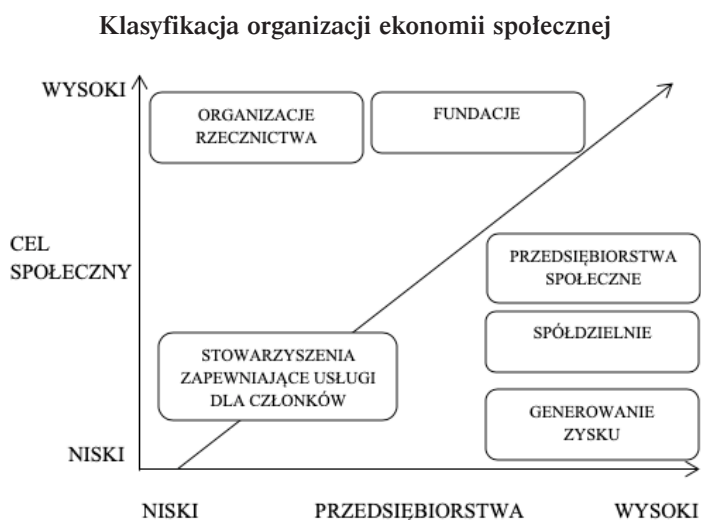 Klasyfikacja organizacji ekonomii społecznej
WYSOKI
ORGANIZACJE
RZECZNICTWA
FUNDACJE
CEL
SPOŁECZNY
PRZEDSIĘBIORSTWA
SPOŁECZNE
SPÓŁDZIELNIE
STOWARZYSZENIA
ZAPEWNIAJĄCE USŁUGI
DLA CZŁONKÓW
GENEROWANIE
ZYSKU
NISKI
NISKI PRZEDSIĘBIORSTWA WYSOKI